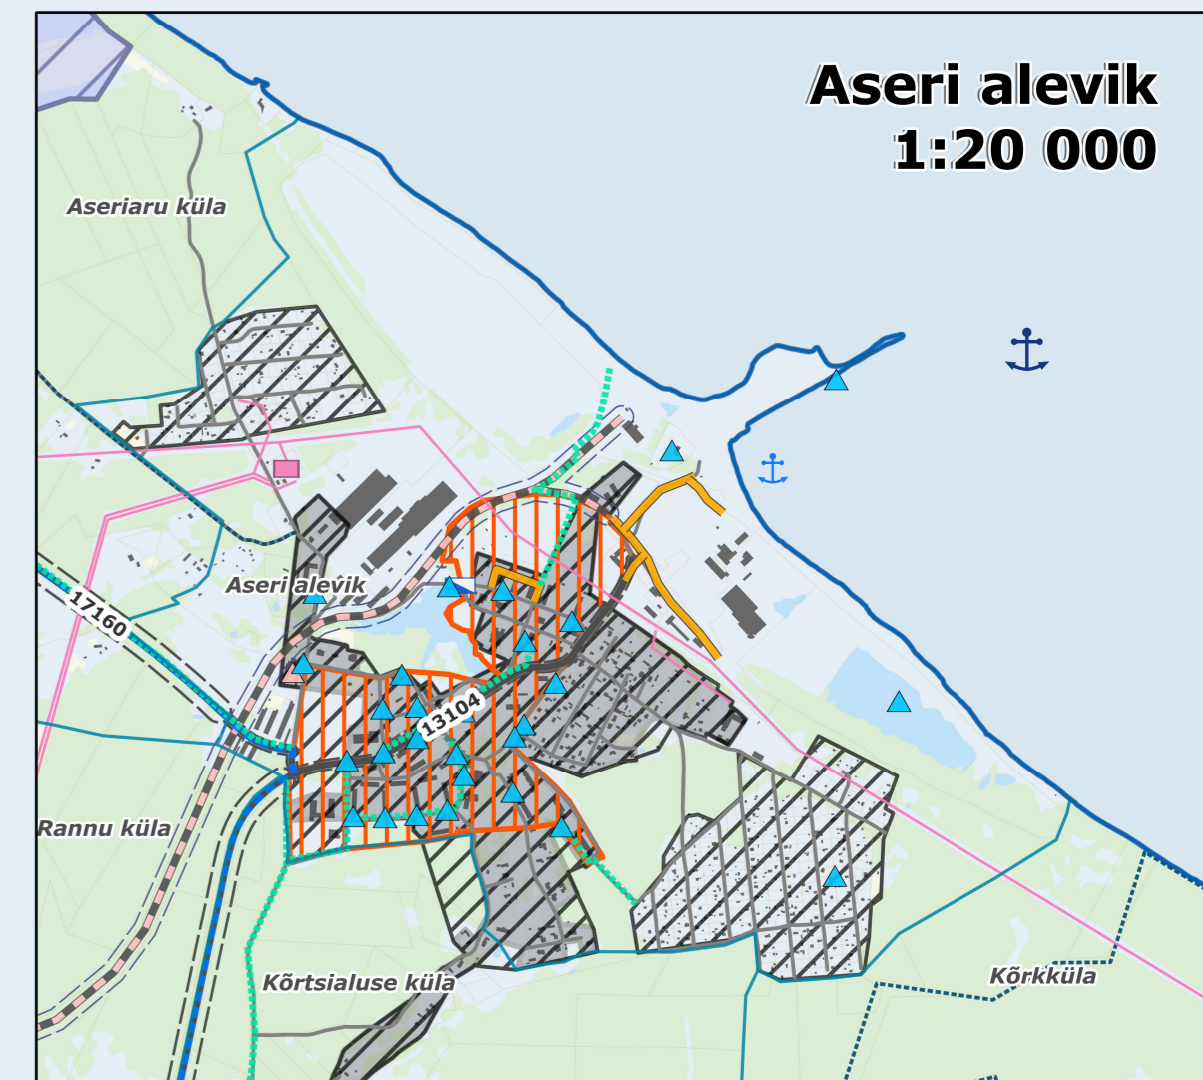 Aseri alevik
1:20 000
Aseriaru küla
Aseri alevik
17160
13104
Rannu küla
Kõrtsialuse küla
Kõrkküla